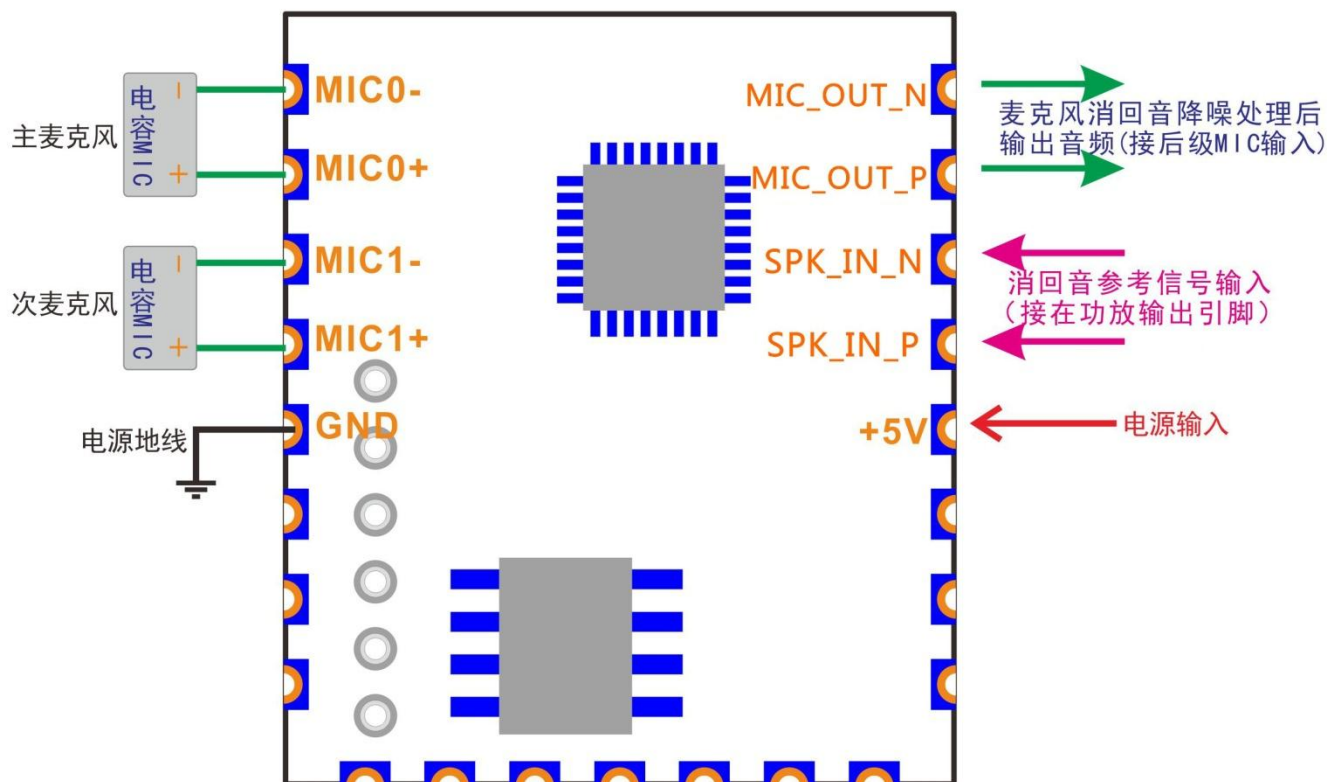 主麦克风
−
电容MIC
+
次麦克风
−
电容MIC
+
电源地线
MIC0-
MIC0+
MIC1-
MIC1+
GND
MIC_OUT_N
MIC_OUT_P
SPK_IN_N
SPK_IN_P
+5V
麦克风消回音降噪处理后
输出音频(接后级MIC输入)
消回音参考信号输入
（接在功放输出引脚）
电源输入